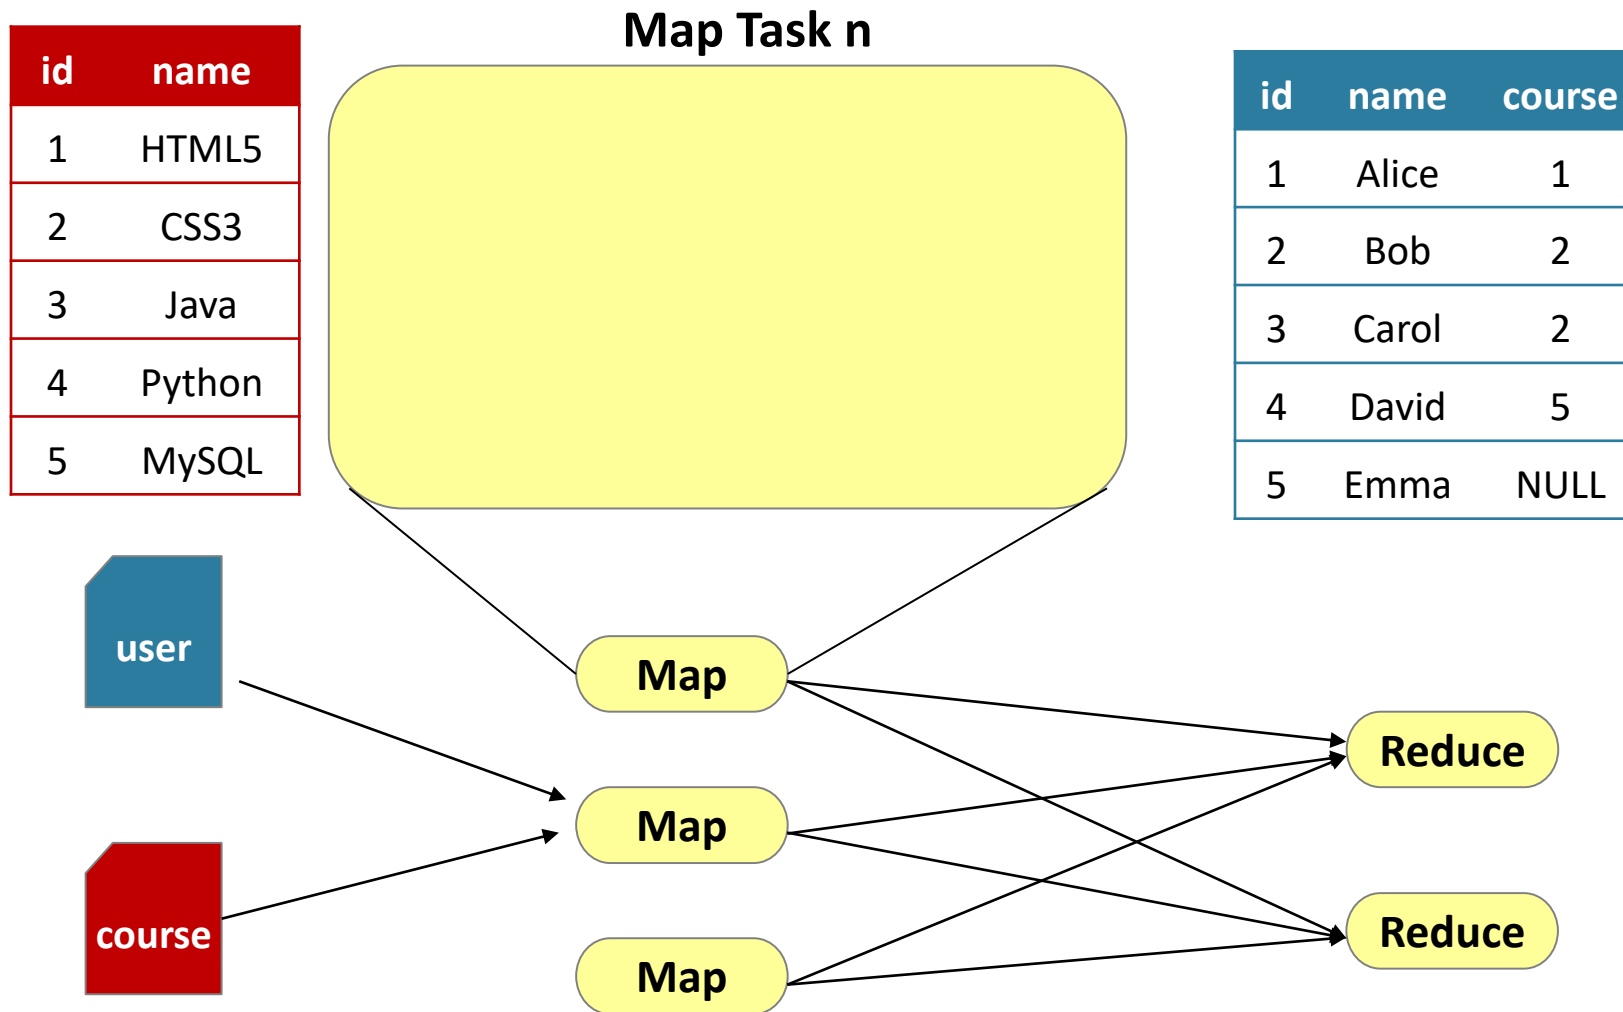 Map Task n
id name
1 HTML5
2 CSS3
3 Java
4 Python
5 MySQL
id name course
1 Alice 1
2 Bob 2
3 Carol 2
4 David 5
5 Emma NULL
user
course
Map
Map
Map
Reduce
Reduce